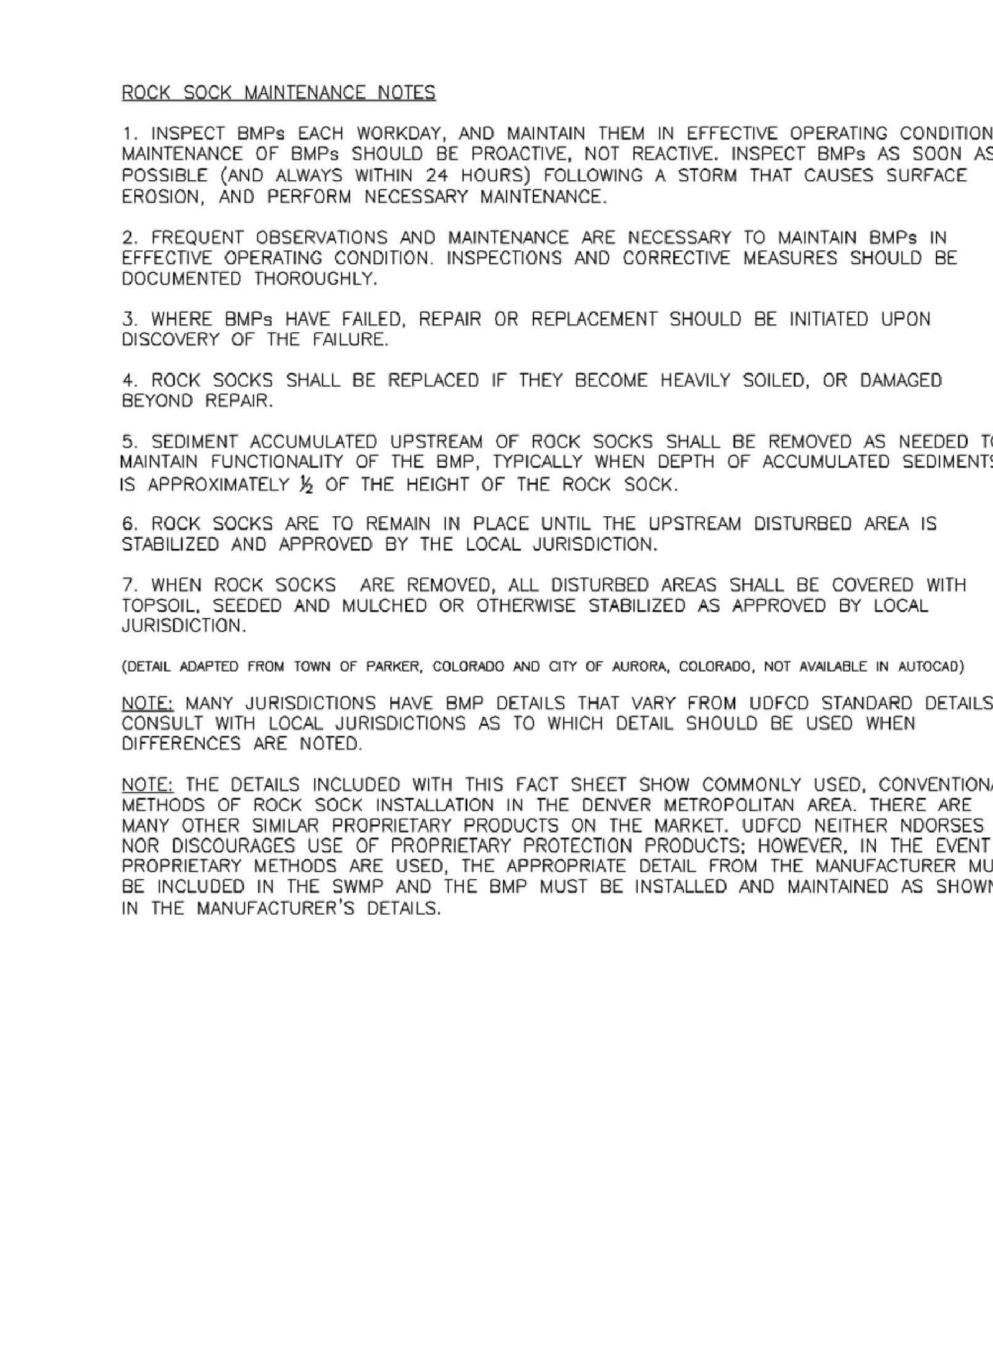 ROCK SOCK MAINTENANCE NOTES
1. INSPECT BMPs EACH WORKDAY, AND MAINTAIN THEM IN EFFECTIVE OPERATING CONDITION
MAINTENANCE OF BMPs SHOULD BE PROACTIVE, NOT REACTIVE. INSPECT BMPs AS SOON AS
POSSIBLE (AND ALWAYS WITHIN 24 HOURS) FOLLOWING A STORM THAT CAUSES SURFACE
EROSION, AND PERFORM NECESSARY MAINTENANCE.
2. FREQUENT OBSERVATIONS AND MAINTENANCE ARE NECESSARY TO MAINTAIN BMPs IN
EFFECTIVE OPERATING CONDITION. INSPECTIONS AND CORRECTIVE MEASURES SHOULD BE
DOCUMENTED THOROUGHLY.
3. WHERE BMPs HAVE FAILED, REPAIR OR REPLACEMENT SHOULD BE INITIATED UPON
DISCOVERY OF THE FAILURE.
4. ROCK SOCKS SHALL BE REPLACED IF THEY BECOME HEAVILY SOILED, OR DAMAGED
BEYOND REPAIR.
5. SEDIMENT ACCUMULATED UPSTREAM OF ROCK SOCKS SHALL BE REMOVED AS NEEDED TO
MAINTAIN FUNCTIONALITY OF THE BMP, TYPICALLY WHEN DEPTH OF ACCUMULATED SEDIMENTS
IS APPROXIMATELY ½ OF THE HEIGHT OF THE ROCK SOCK.
6. ROCK SOCKS ARE TO REMAIN IN PLACE UNTIL THE UPSTREAM DISTURBED AREA IS
STABILIZED AND APPROVED BY THE LOCAL JURISDICTION.
7. WHEN ROCK SOCKS ARE REMOVED, ALL DISTURBED AREAS SHALL BE COVERED WITH
TOPSOIL, SEEDED AND MULCHED OR OTHERWISE STABILIZED AS APPROVED BY LOCAL
JURISDICTION.
(DETAIL ADAPTED FROM TOWN OF PARKER, COLORADO AND CITY OF AURORA, COLORADO, NOT AVAILABLE IN AUTOCAD)
NOTE: MANY JURISDICTIONS HAVE BMP DETAILS THAT VARY FROM UDFCD STANDARD DETAILS
CONSULT WITH LOCAL JURISDICTIONS AS TO WHICH DETAIL SHOULD BE USED WHEN
DIFFERENCES ARE NOTED.
NOTE: THE DETAILS INCLUDED WITH THIS FACT SHEET SHOW COMMONLY USED, CONVENTIONA
METHODS OF ROCK SOCK INSTALLATION IN THE DENVER METROPOLITAN AREA. THERE ARE
MANY OTHER SIMILAR PROPRIETARY PRODUCTS ON THE MARKET. UDFCD NEITHER NDORSES
NOR DISCOURAGES USE OF PROPRIETARY PROTECTION PRODUCTS; HOWEVER, IN THE EVENT
PROPRIETARY METHODS ARE USED, THE APPROPRIATE DETAIL FROM THE MANUFACTURER MU
BE INCLUDED IN THE SWMP AND THE BMP MUST BE INSTALLED AND MAINTAINED AS SHOWN
IN THE MANUFACTURER'S DETAILS.